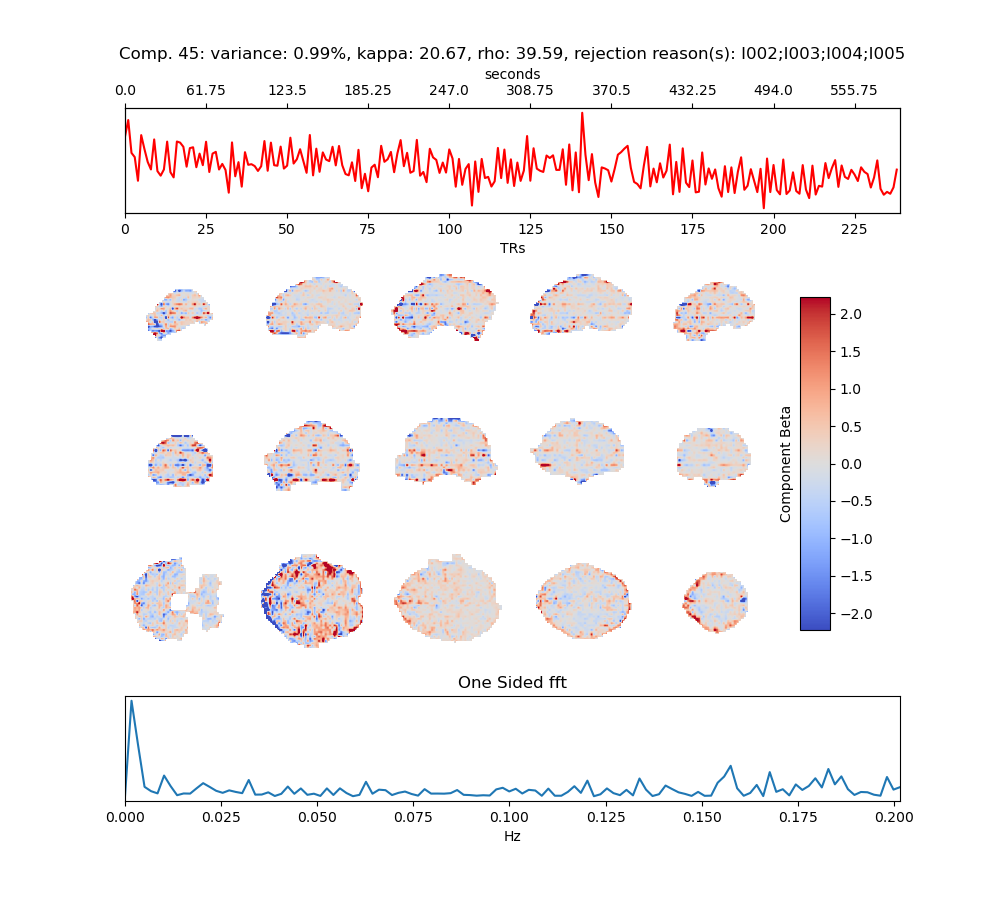 Comp. 45: variance: 0.99%, kappa: 20.67, rho: 39.59, rejection reason(s): I002;I003;I004;I005
seconds
0.0 61.75 123.5 185.25 247.0 308.75 370.5 432.25 494.0 555.75
0 25 50 75 100 125 150 175 200 225
TRs
2.0
1.5
1.0
0.5
0.0
−0.5
−1.0
−1.5
−2.0
Component Beta
One Sided fft
0.000 0.025 0.050 0.075 0.100 0.125 0.150 0.175 0.200
Hz